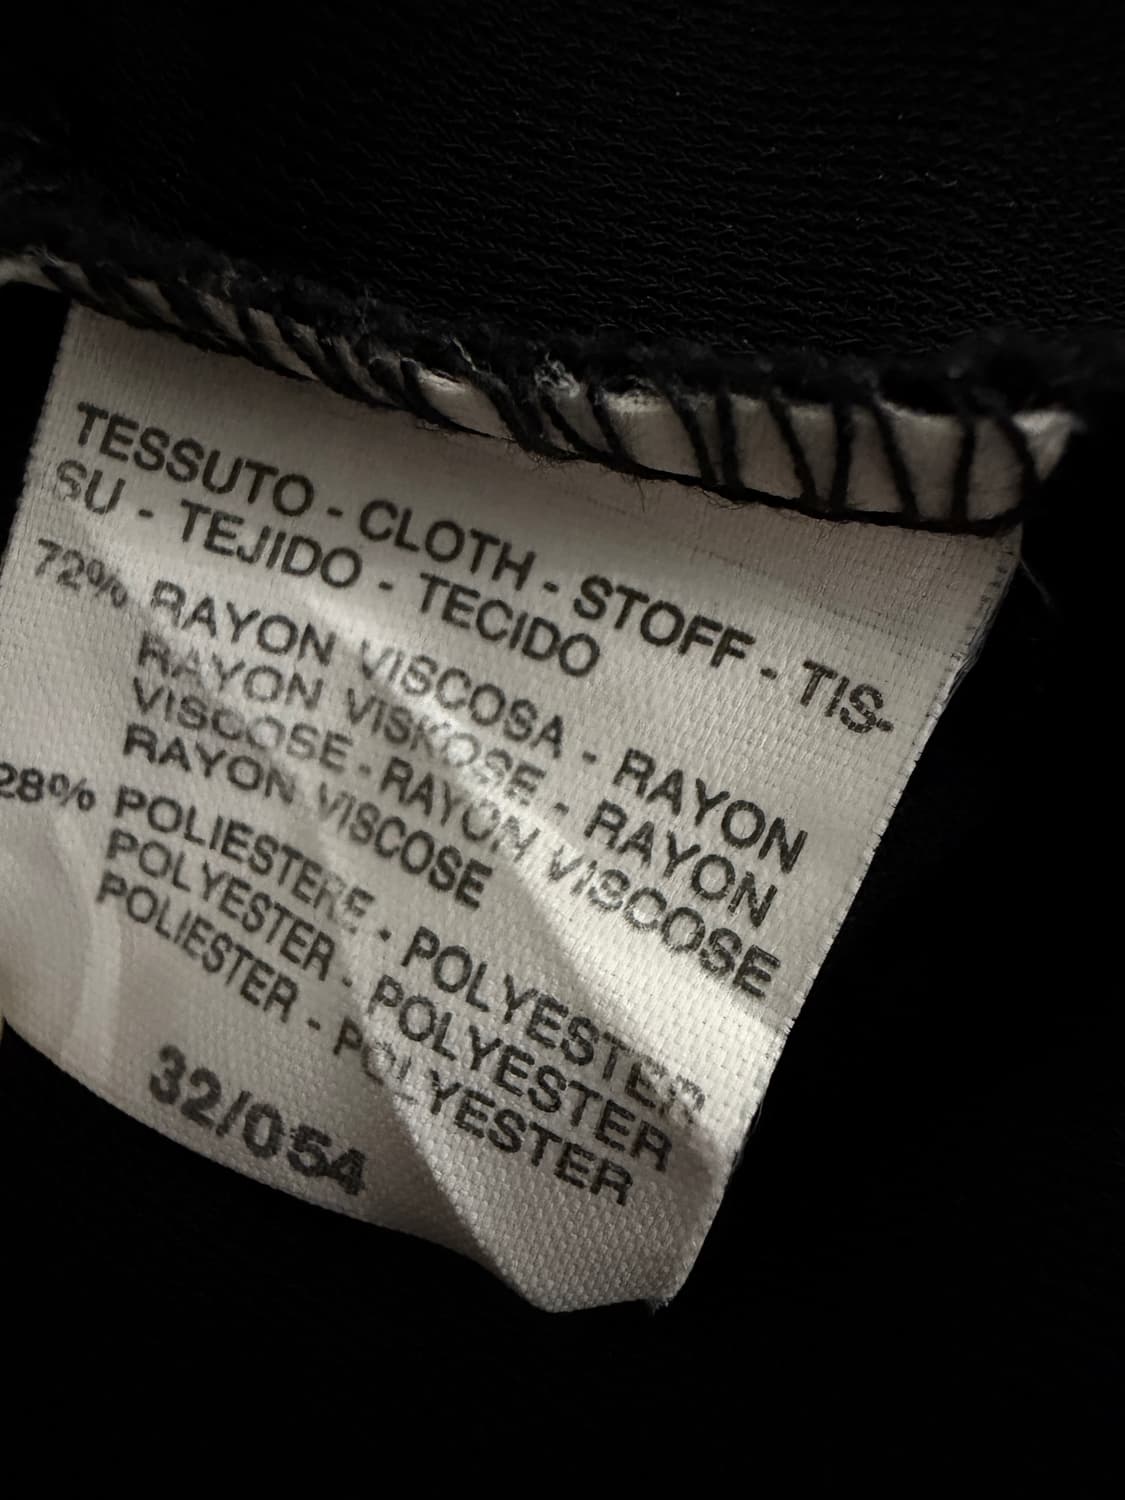 TESSUTO - CLOTH - STOFF - TIS-
SU - TEJIDO - TECIDO
72% RAYON VISCOSA - RAYON
RAYON VISKOSE - RAYON
VISCOSE - RAYON VISCOSE
RAYON VISCOSE
28% POLIESTERE - POLYESTER
POLYESTER - POLYESTER
POLIESTER - POLYESTER
32/054